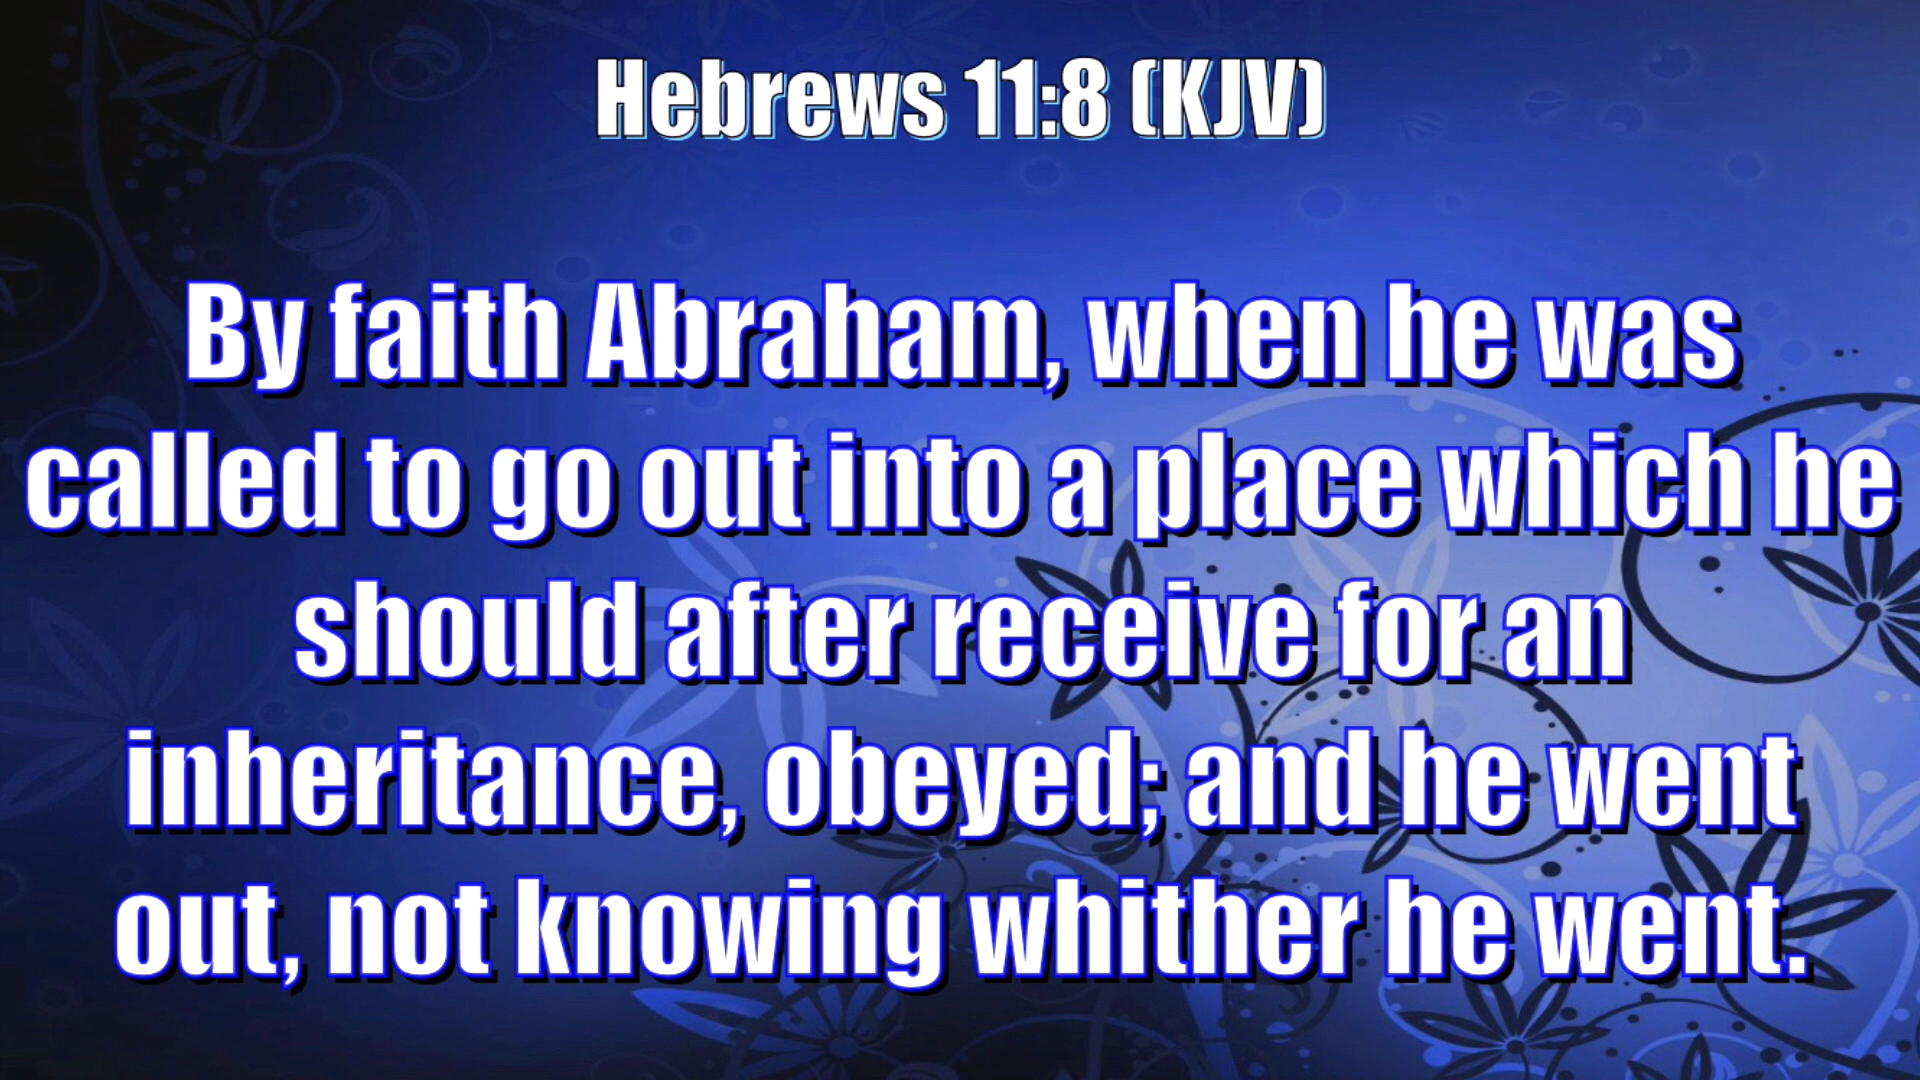 Hebrews 11:8 (KJV)
By faith Abraham, when he was
called to go out into a place which he
should after receive for an
inheritance, obeyed; and he went
out, not knowing whither he went.